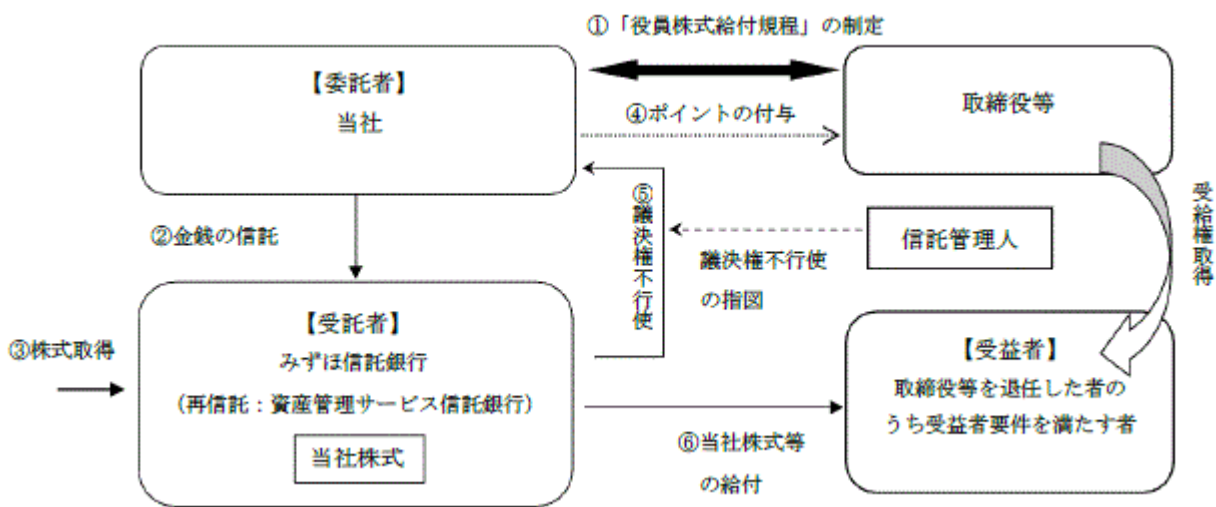 ①「役員株式給付規程」の制定
【委託者】
当社
取締役等
④ポイントの付与
②金銭の信託
⑤議決権不行使
議決権不行使
の指図
信託管理人
受給権取得
③株式取得
【受託者】
みずほ信託銀行
（再信託：資産管理サービス信託銀行）
当社株式
⑥当社株式等
の給付
【受益者】
取締役等を退任した者の
うち受益者要件を満たす者